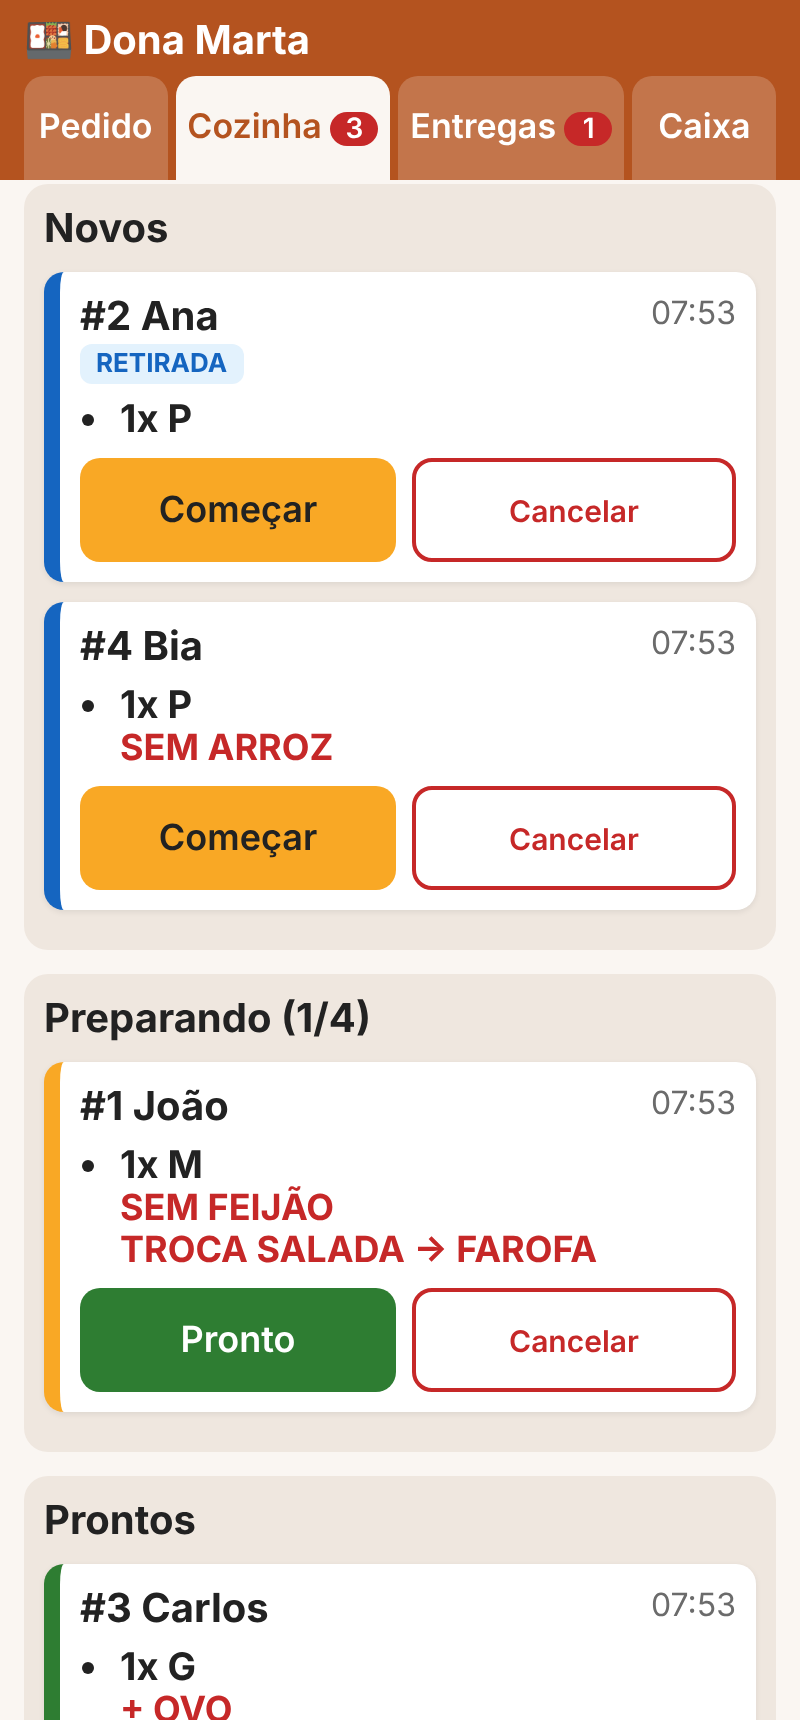 Dona Marta
Pedido Cozinha 3 Entregas 1 Caixa
Novos
#2 Ana 07:53
RETIRADA
• 1x P
Começar Cancelar
#4 Bia 07:53
• 1x P
SEM ARROZ
Começar Cancelar
Preparando (1/4)
#1 João 07:53
• 1x M
SEM FEIJÃO
TROCA SALADA → FAROFA
Pronto Cancelar
Prontos
#3 Carlos 07:53
• 1x G
+ OVO